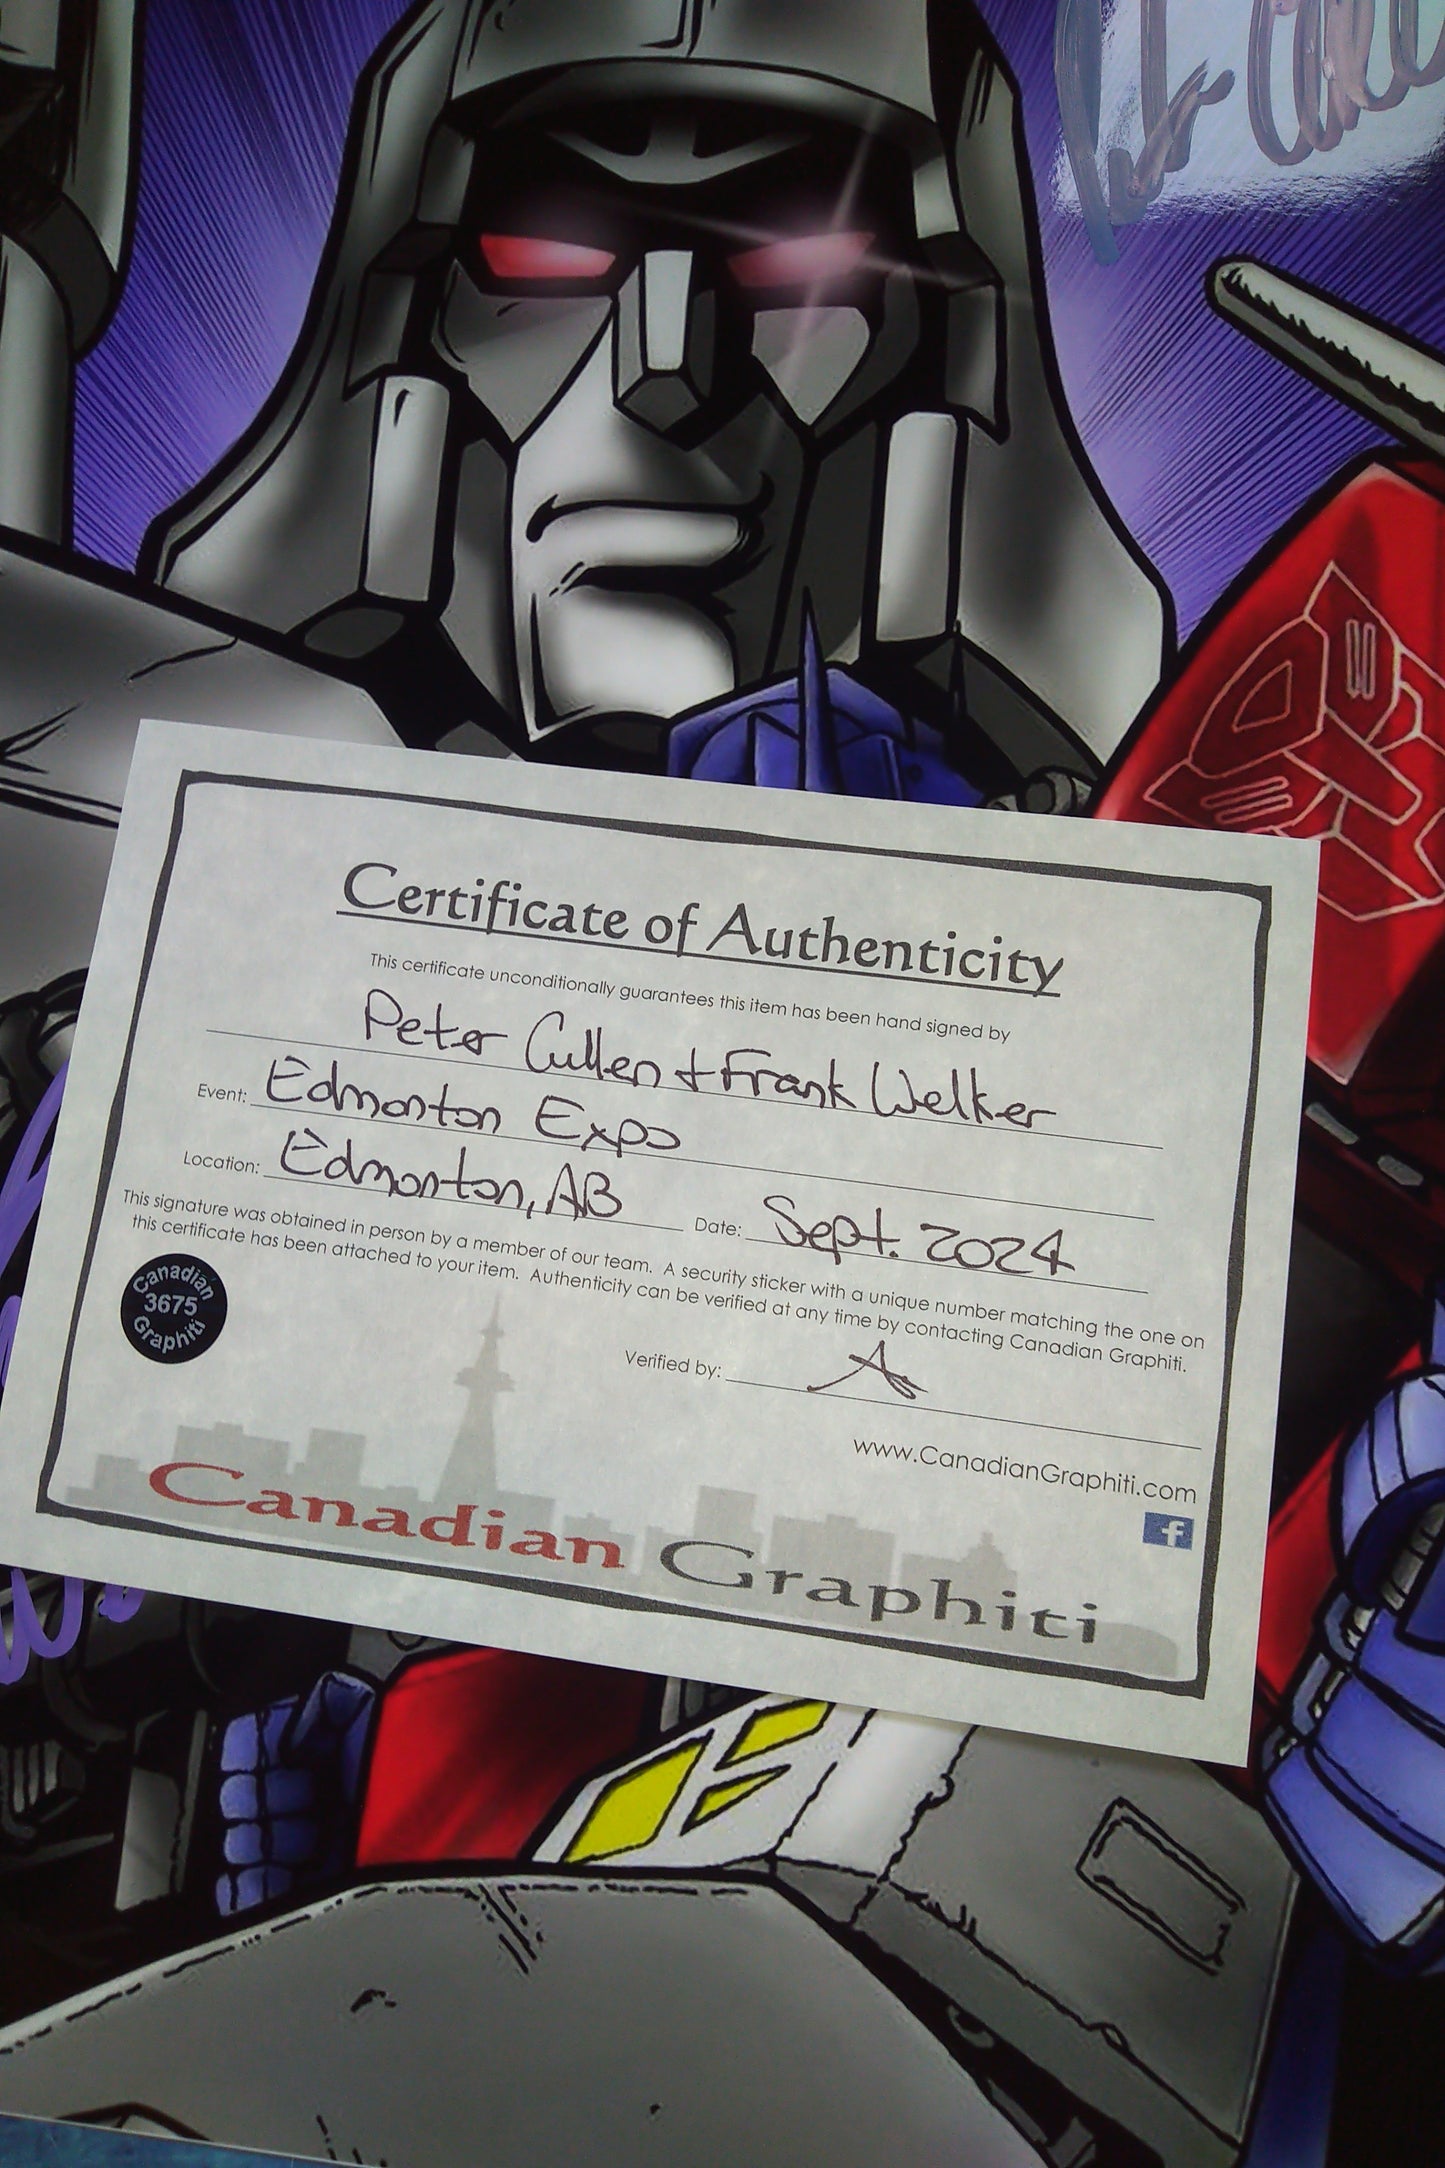 Certificate of Authenticity
This certificate unconditionally guarantees this item has been hand signed by
Peter Cullen + Frank Welker
Event: Edmonton Expo
Location: Edmonton, AB Date: Sept. 2024
This signature was obtained in person by a member of our team. A security sticker with a unique number matching the one on
this certificate has been attached to your item. Authenticity can be verified at any time by contacting Canadian Graphiti.
Canadian
3675
Graphiti
Verified by:
www.CanadianGraphiti.com
f
Canadian Graphiti